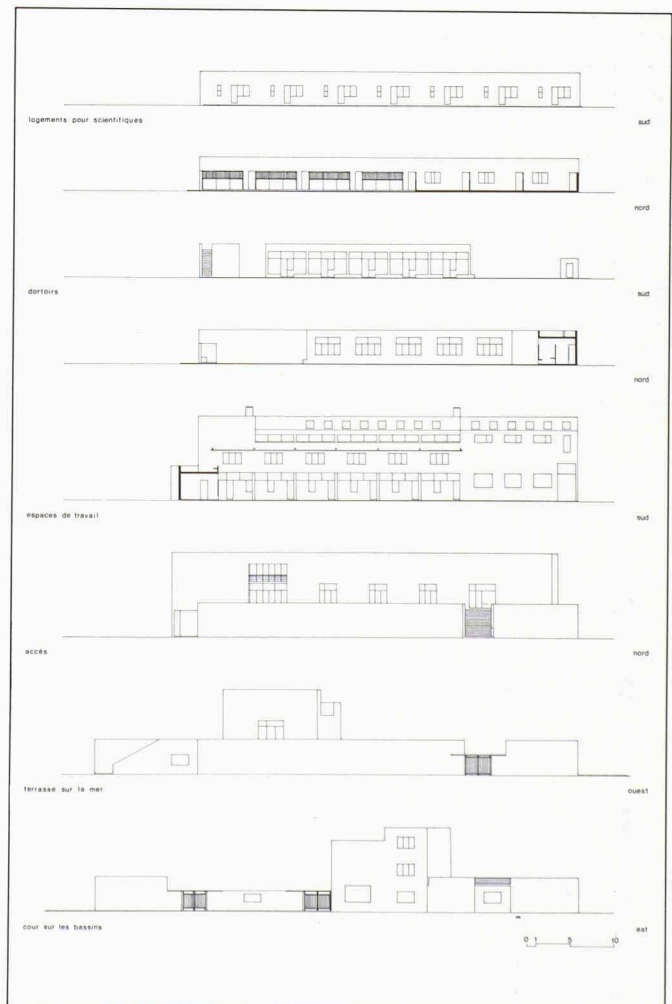 logements pour scientifiques
sud
nord
dortoirs
sud
nord
espaces de travail
sud
accès
nord
terrasse sur la mer
ouest
cour sur les bassins
est
0 1 5 10